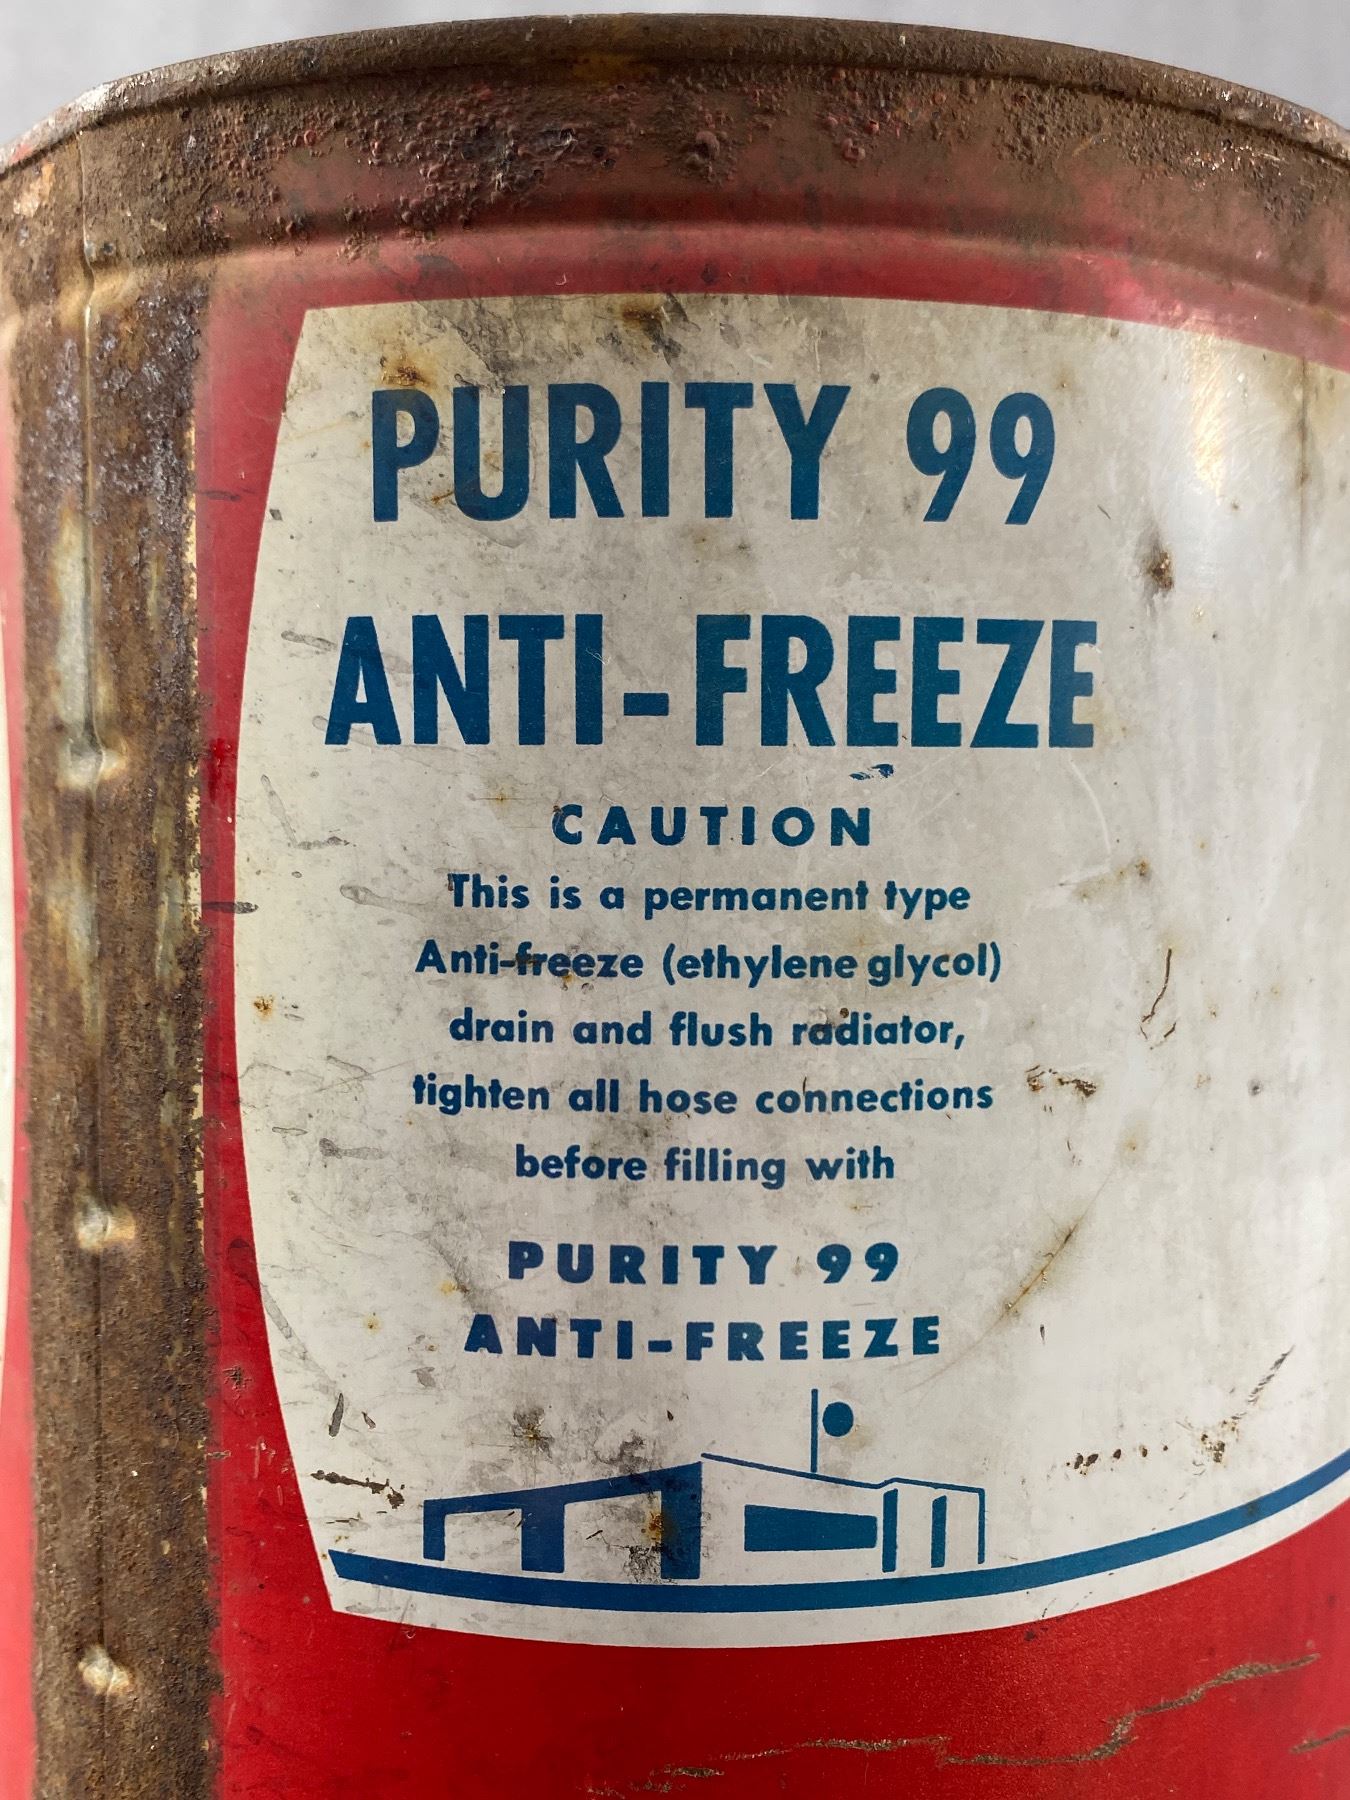 PURITY 99
ANTI-FREEZE
CAUTION
This is a permanent type
Anti-freeze (ethylene glycol)
drain and flush radiator,
tighten all hose connections
before filling with
PURITY 99
ANTI-FREEZE